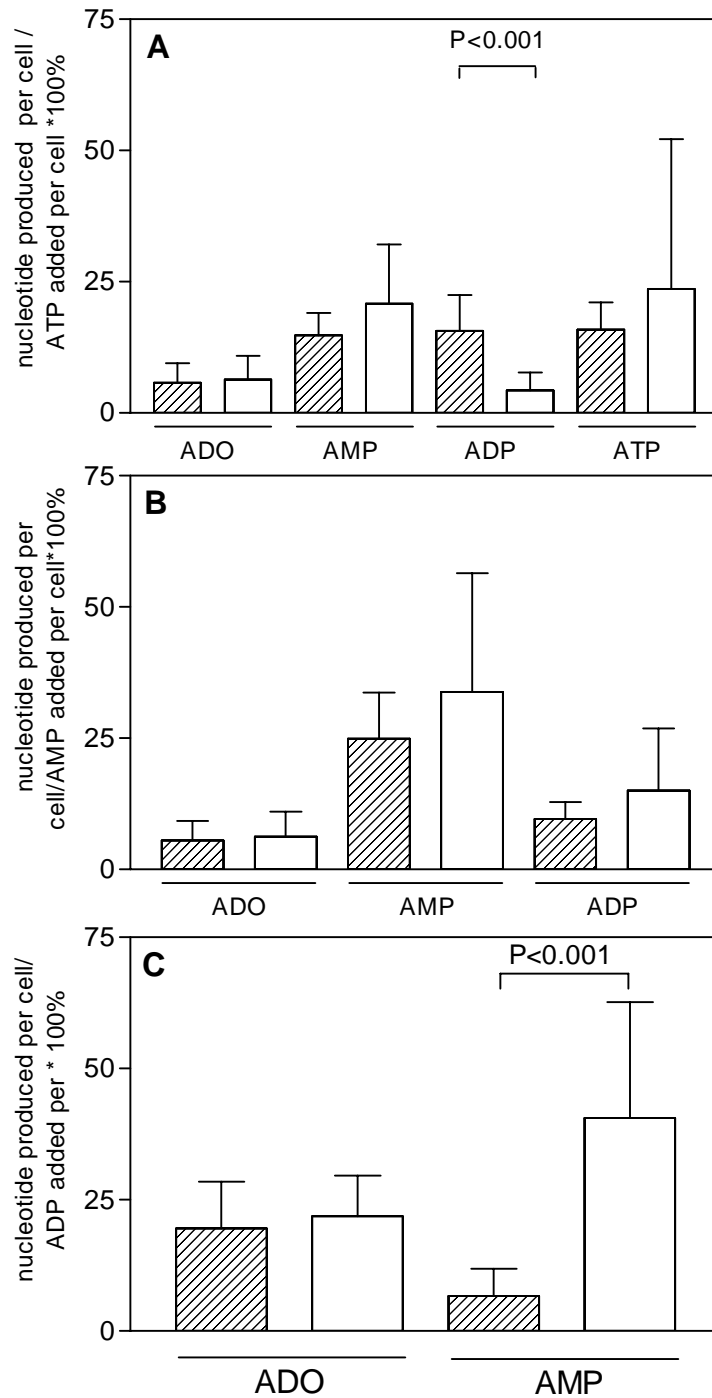 nucleotide produced per cell /
ATP added per cell *100%
75
50
25
0
A
P<0.001
ADO AMP ADP ATP
nucleotide produced per
cell/AMP added per cell*100%
75
50
25
0
B
ADO AMP ADP
nucleotide produced per cell/
ADP added per * 100%
75
50
25
0
C
P<0.001
ADO AMP